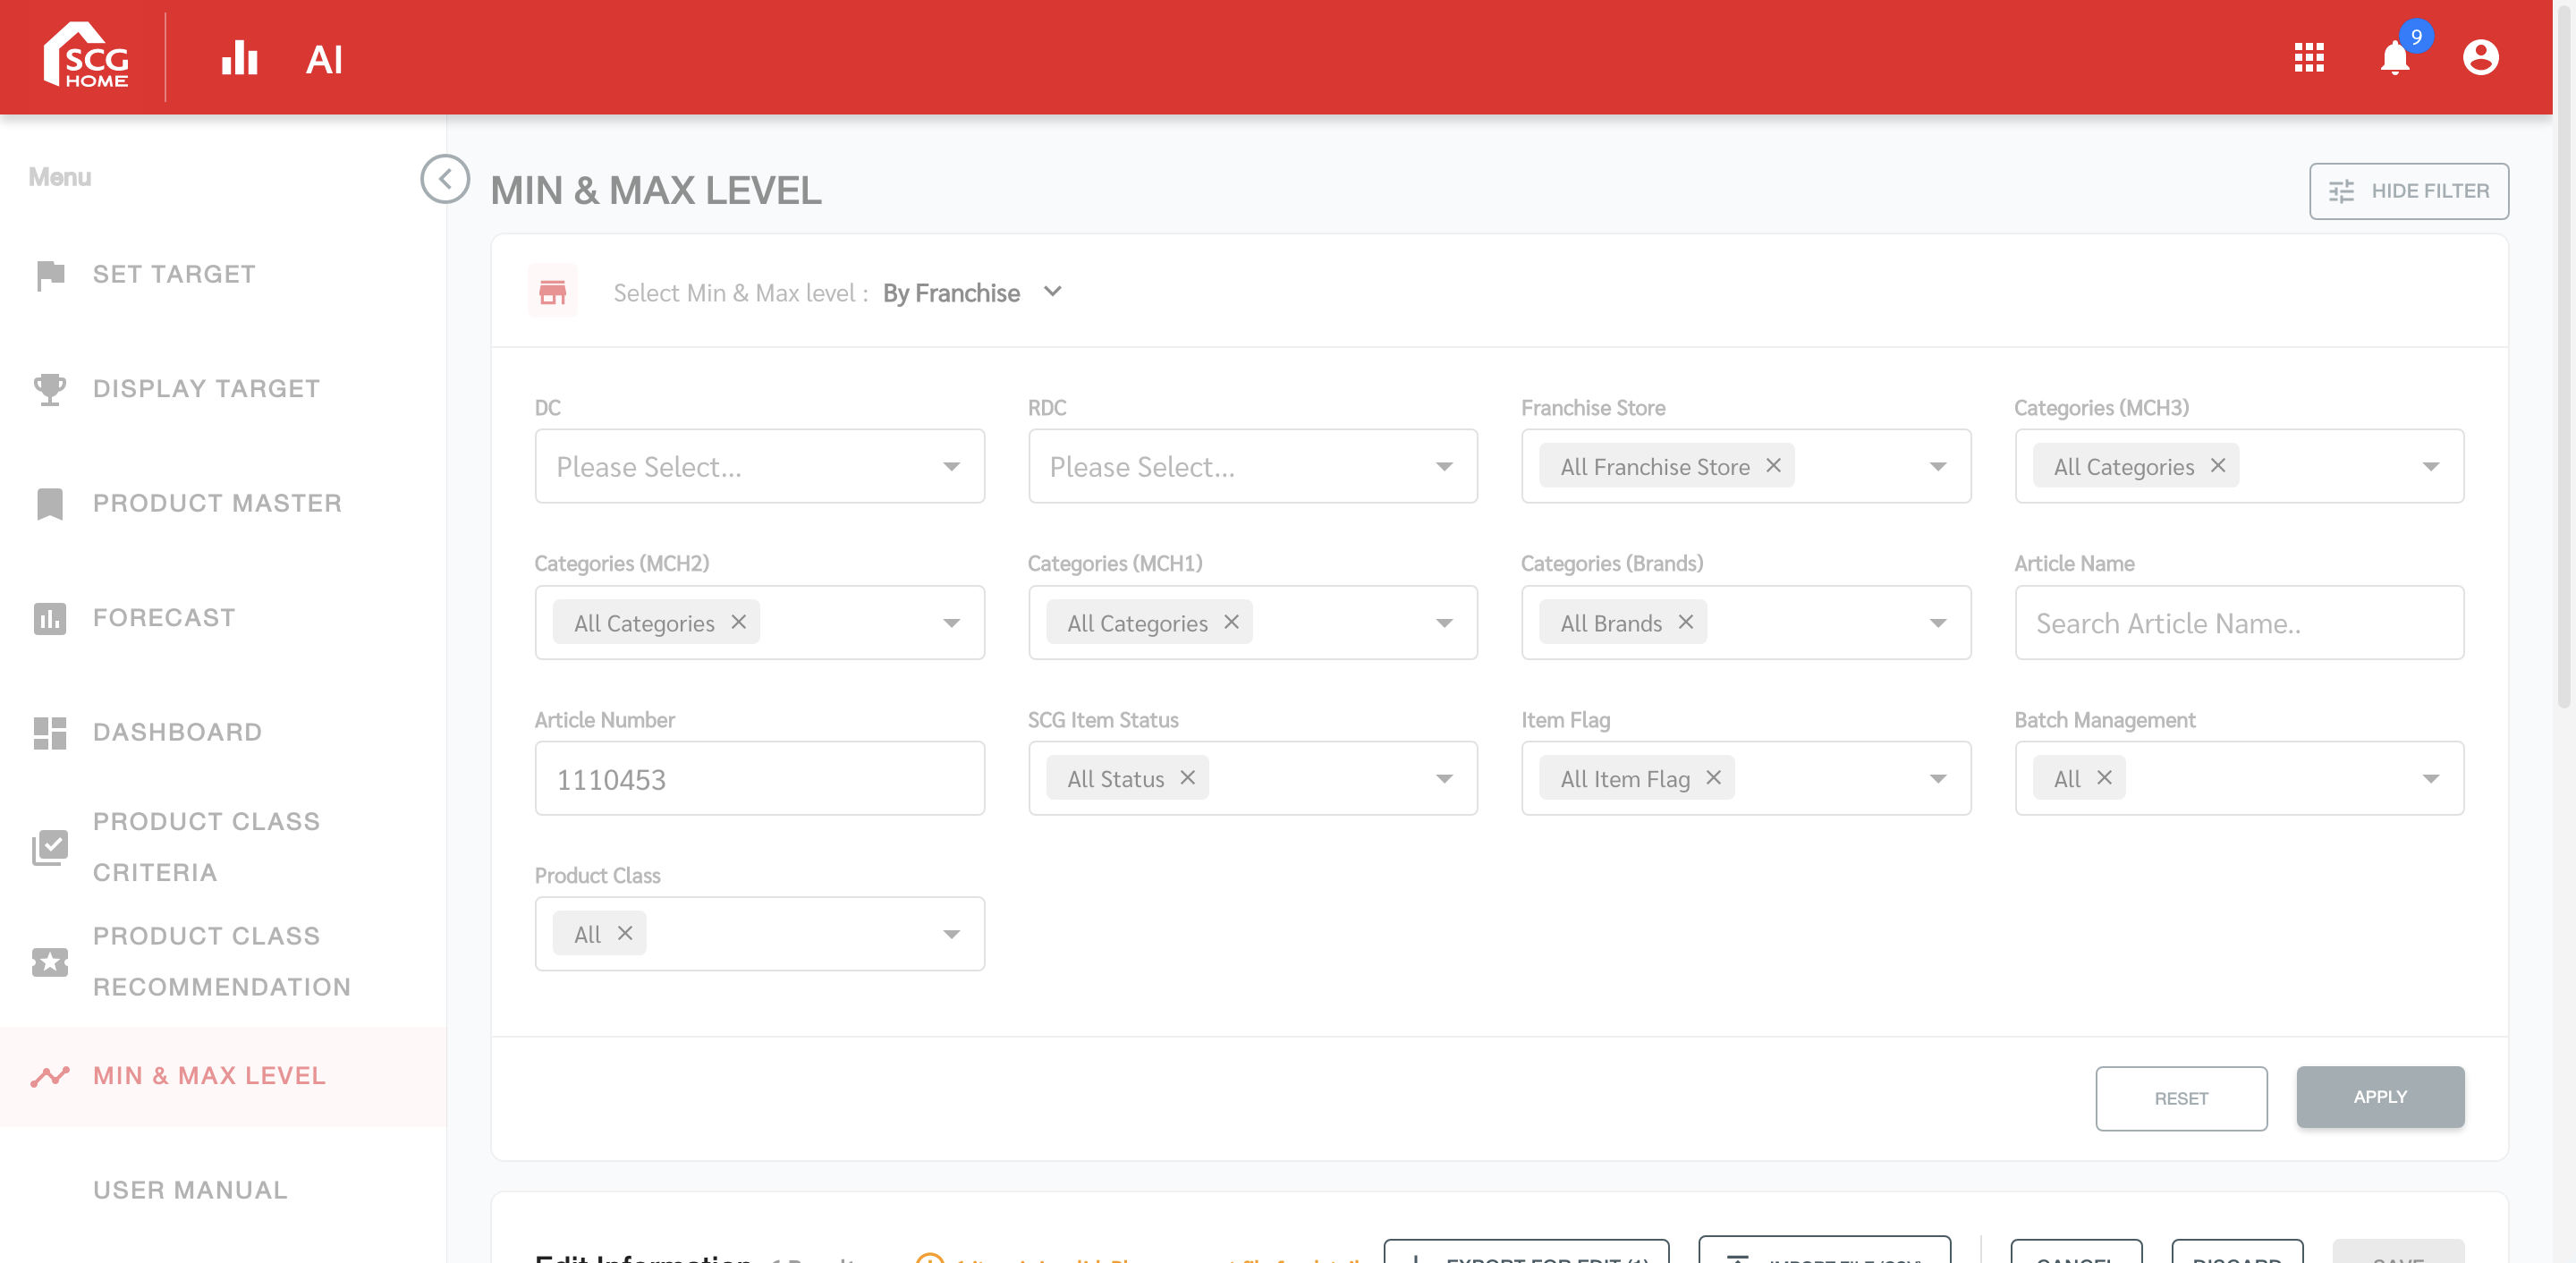 SCG
HOME
AI
9
Menu
SET TARGET
DISPLAY TARGET
PRODUCT MASTER
FORECAST
DASHBOARD
PRODUCT CLASS
CRITERIA
PRODUCT CLASS
RECOMMENDATION
MIN & MAX LEVEL
USER MANUAL
MIN & MAX LEVEL
HIDE FILTER
Select Min & Max level : By Franchise
DC
RDC
Franchise Store
Categories (MCH3)
Please Select...
Please Select...
All Franchise Store
All Categories
Categories (MCH2)
Categories (MCH1)
Categories (Brands)
Article Name
All Categories
All Categories
All Brands
Search Article Name..
Article Number
SCG Item Status
Item Flag
Batch Management
1110453
All Status
All Item Flag
All
Product Class
All
RESET
APPLY
Edit Information
EXPORT FOR EDIT (1)
IMPORT FILE (CSV)
CANCEL
DISCARD
SAVE